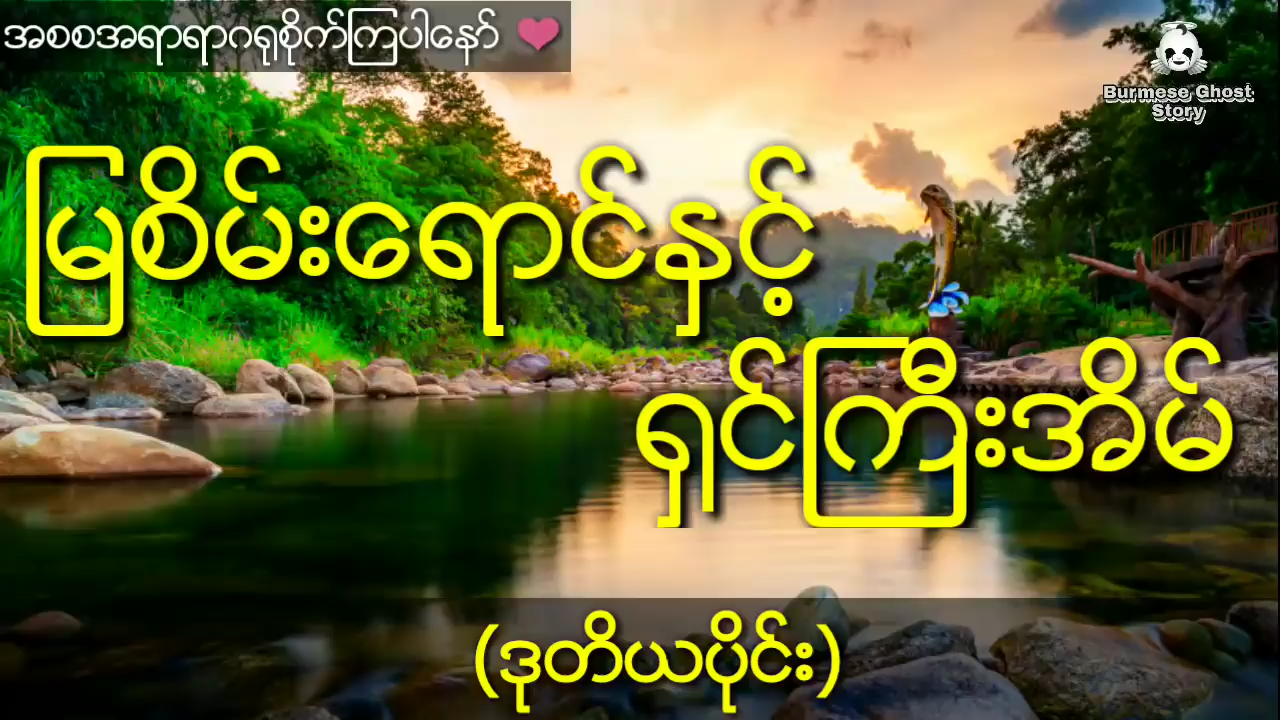 အစစအရာရာဂရုစိုက်ကြပါနော် ❤
Burmese Ghost
Story
မြစိမ်းရောင်နှင့်
ရှင်ကြီးအိမ်
(ဒုတိယပိုင်း)